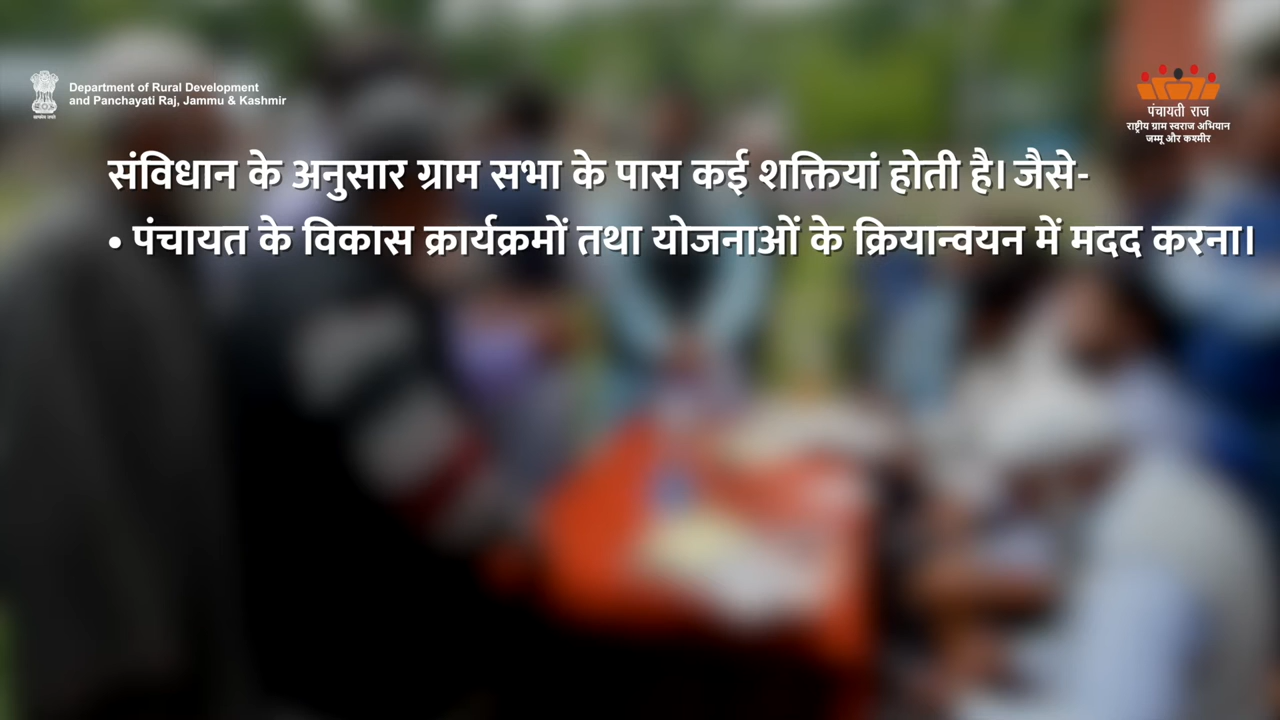 Department of Rural Development
and Panchayati Raj, Jammu & Kashmir
पंचायती राज
राष्ट्रीय ग्राम स्वराज अभियान
जम्मू और कश्मीर
संविधान के अनुसार ग्राम सभा के पास कई शक्तियां होती है। जैसे-
• पंचायत के विकास क्रार्यक्रमों तथा योजनाओं के क्रियान्वयन में मदद करना।